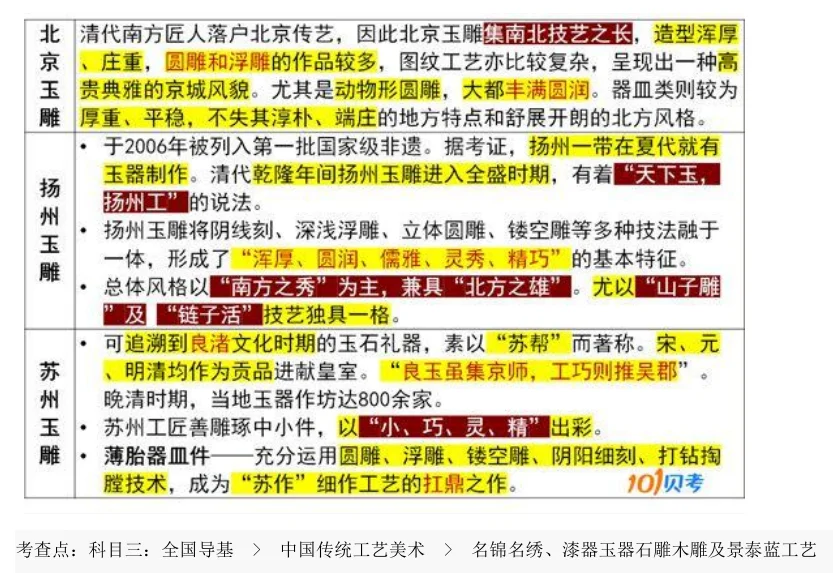 北京玉雕
清代南方匠人落户北京传艺，因此北京玉雕集南北技艺之长，造型浑厚
、庄重，圆雕和浮雕的作品较多，图纹工艺亦比较复杂，呈现出一种高
贵典雅的京城风貌。尤其是动物形圆雕，大都丰满圆润。器皿类则较为
厚重、平稳，不失其淳朴、端庄的地方特点和舒展开朗的北方风格。
扬州玉雕
• 于2006年被列入第一批国家级非遗。据考证，扬州一带在夏代就有
玉器制作。清代乾隆年间扬州玉雕进入全盛时期，有着“天下玉，
扬州工”的说法。
• 扬州玉雕将阴线刻、深浅浮雕、立体圆雕、镂空雕等多种技法融于
一体，形成了“浑厚、圆润、儒雅、灵秀、精巧”的基本特征。
• 总体风格以“南方之秀”为主，兼具“北方之雄”。尤以“山子雕
”及“链子活”技艺独具一格。
苏州玉雕
• 可追溯到良渚文化时期的玉石礼器，素以“苏帮”而著称。宋、元
、明清均作为贡品进献皇室。“良玉虽集京师，工巧则推吴郡”。
晚清时期，当地玉器作坊达800余家。
• 苏州工匠善雕琢中小件，以“小、巧、灵、精”出彩。
• 薄胎器皿件——充分运用圆雕、浮雕、镂空雕、阴阳细刻、打钻掏
膛技术，成为“苏作”细作工艺的扛鼎之作。
101贝考
考查点：科目三：全国导基 > 中国传统工艺美术 > 名锦名绣、漆器玉器石雕木雕及景泰蓝工艺